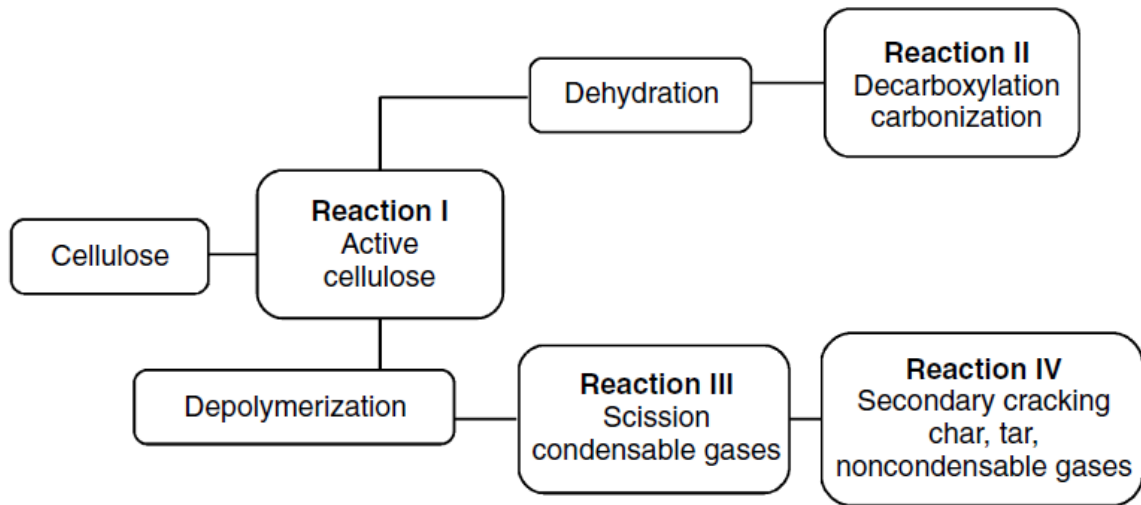 Cellulose
Reaction I
Active
cellulose
Dehydration
Reaction II
Decarboxylation
carbonization
Depolymerization
Reaction III
Scission
condensable gases
Reaction IV
Secondary cracking
char, tar,
noncondensable gases